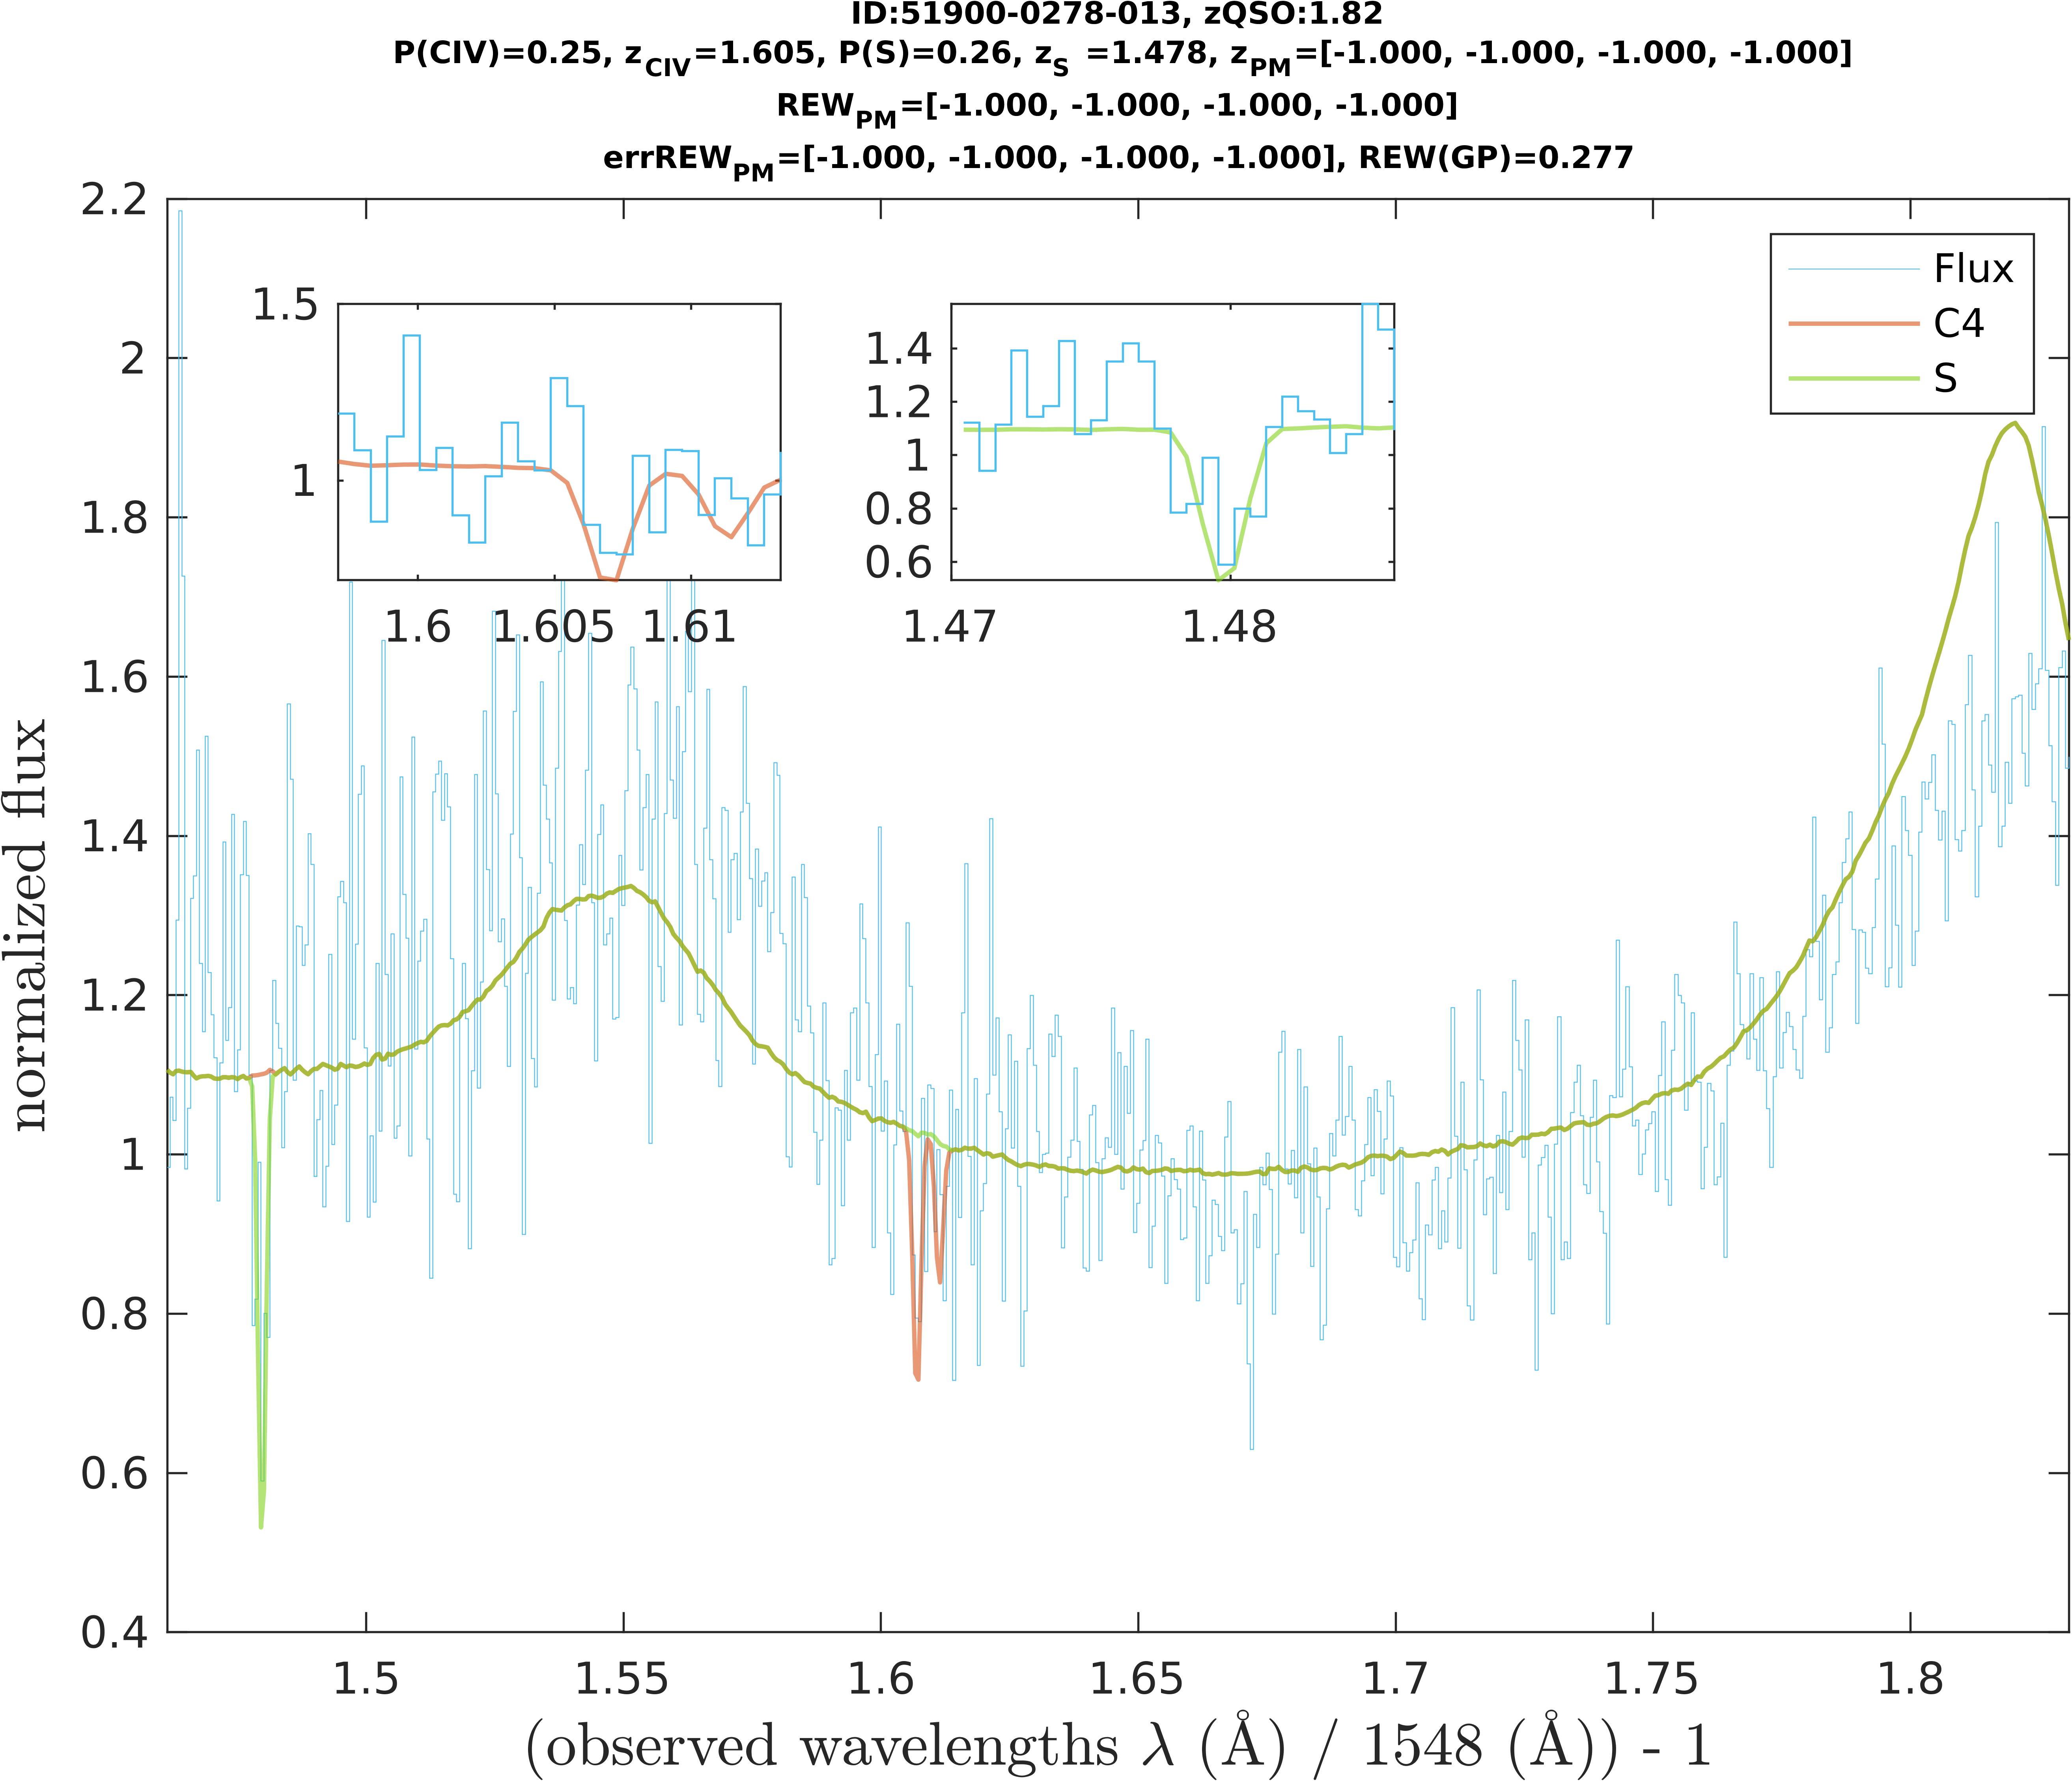 ID:51900-0278-013, zQSO:1.82
P(CIV)=0.25, zCIV=1.605, P(S)=0.26, zS =1.478, zPM=[-1.000, -1.000, -1.000, -1.000]
REWPM=[-1.000, -1.000, -1.000, -1.000]
errREWPM=[-1.000, -1.000, -1.000, -1.000], REW(GP)=0.277
2.2
2
1.8
1.6
1.4
1.2
1
0.8
0.6
0.4
normalized flux
1.5
1
1.6 1.605 1.61
1.4
1.2
1
0.8
0.6
1.47 1.48
Flux
C4
S
1.5 1.55 1.6 1.65 1.7 1.75 1.8
(observed wavelengths λ (Å) / 1548 (Å)) - 1